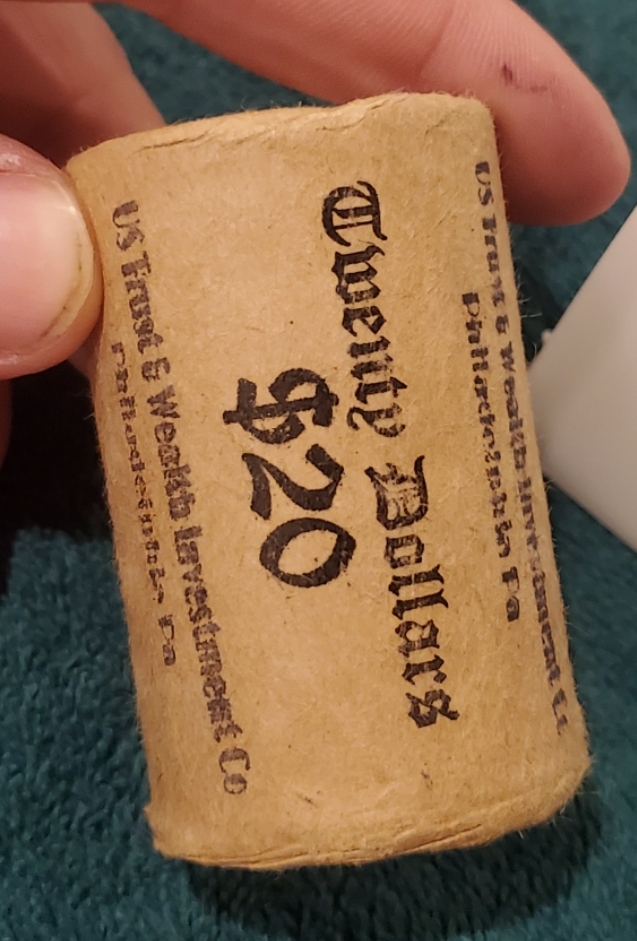 US Trust & Wealth Investment Co
Philadelphia Pa
Twenty Dollars
$20
US Trust & Wealth Investment Co
Philadelphia Pa